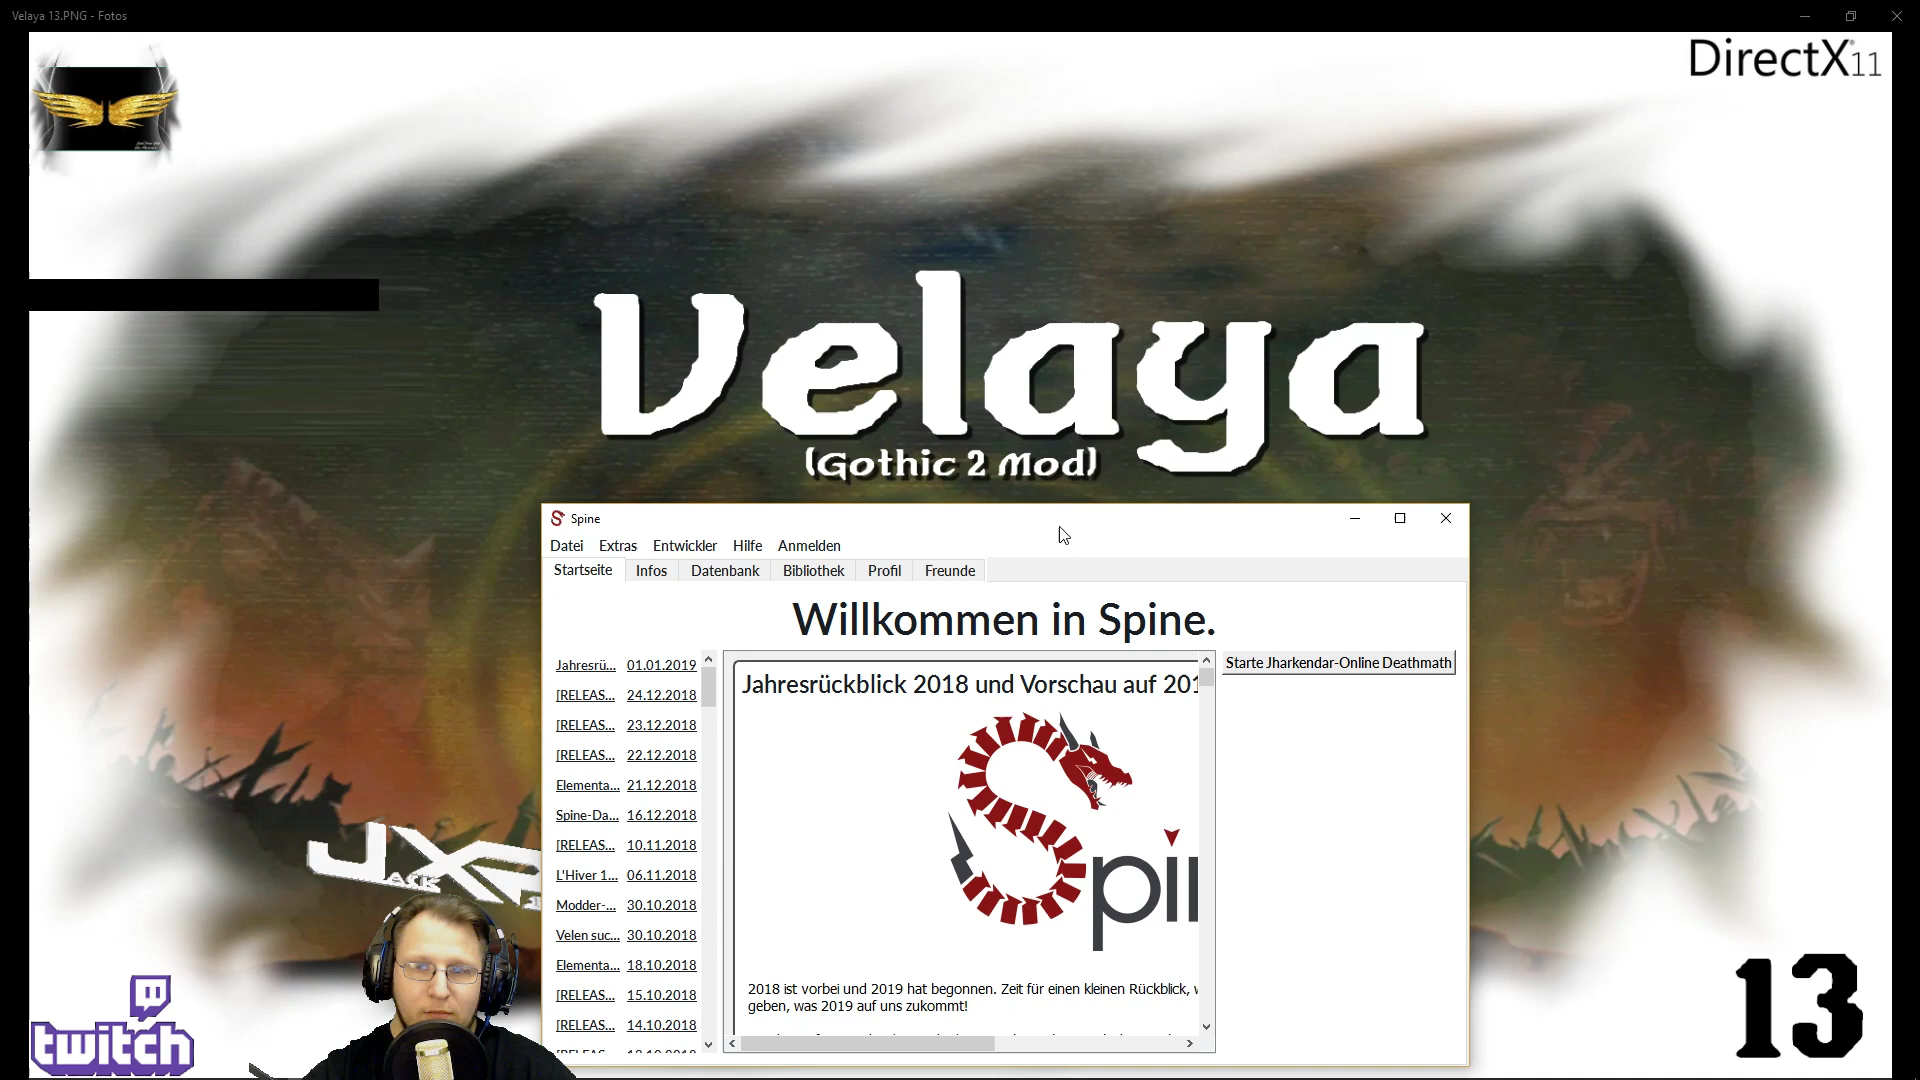 Velaya 13.PNG - Fotos
DirectX11
Velaya
(Gothic 2 Mod)
Spine
Datei Extras Entwickler Hilfe Anmelden
Startseite Infos Datenbank Bibliothek Profil Freunde
Willkommen in Spine.
Jahresrü... 01.01.2019
[RELEAS... 24.12.2018
[RELEAS... 23.12.2018
[RELEAS... 22.12.2018
Elementa... 21.12.2018
Spine-Da... 16.12.2018
[RELEAS... 10.11.2018
L'Hiver 1... 06.11.2018
Modder-... 30.10.2018
Velen suc... 30.10.2018
Elementa... 18.10.2018
[RELEAS... 15.10.2018
[RELEAS... 14.10.2018
Jahresrückblick 2018 und Vorschau auf 201
Spin
2018 ist vorbei und 2019 hat begonnen. Zeit für einen kleinen Rückblick, w
geben, was 2019 auf uns zukommt!
Starte Jharkendar-Online Deathmath
JACK
twitch
13